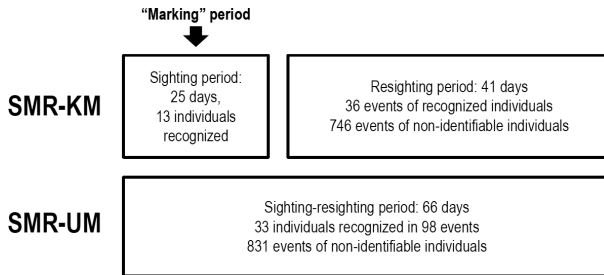 “Marking” period
SMR-KM
Sighting period:
25 days,
13 individuals
recognized
Resighting period: 41 days
36 events of recognized individuals
746 events of non-identifiable individuals
SMR-UM
Sighting-resighting period: 66 days
33 individuals recognized in 98 events
831 events of non-identifiable individuals